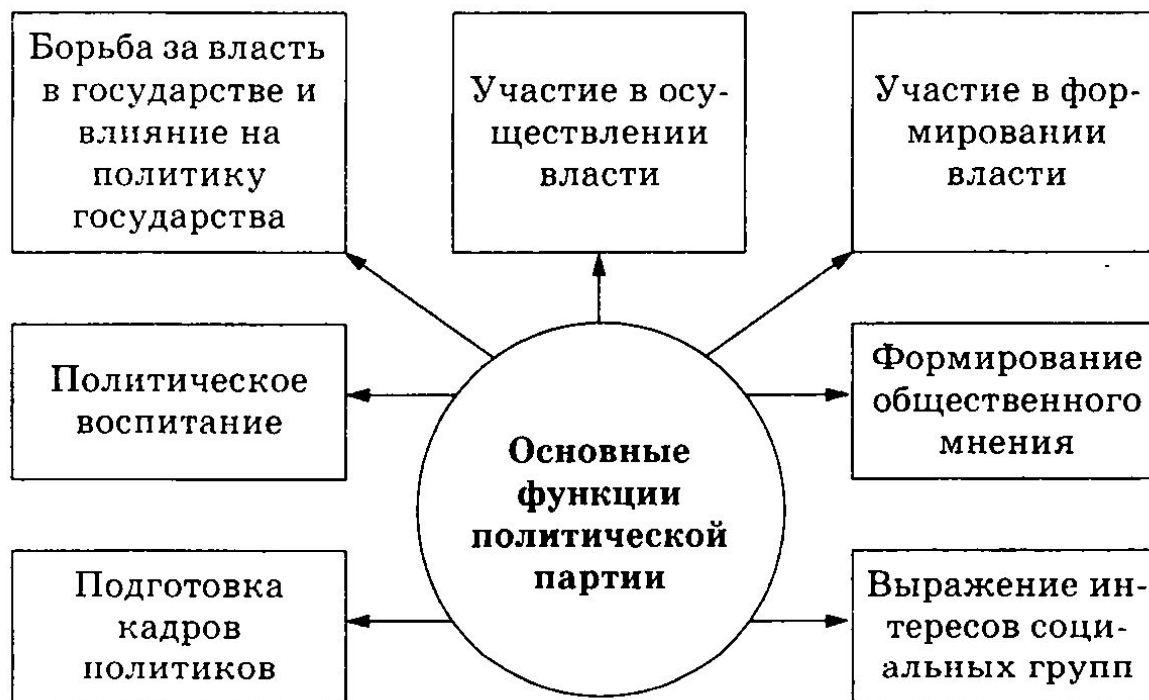 Борьба за власть
в государстве и
влияние на
политику
государства
Участие в осу-
ществлении
власти
Участие в фор-
мировании
власти
Политическое
воспитание
Основные
функции
политической
партии
Формирование
общественного
мнения
Подготовка
кадров
политиков
Выражение ин-
тересов соци-
альных групп